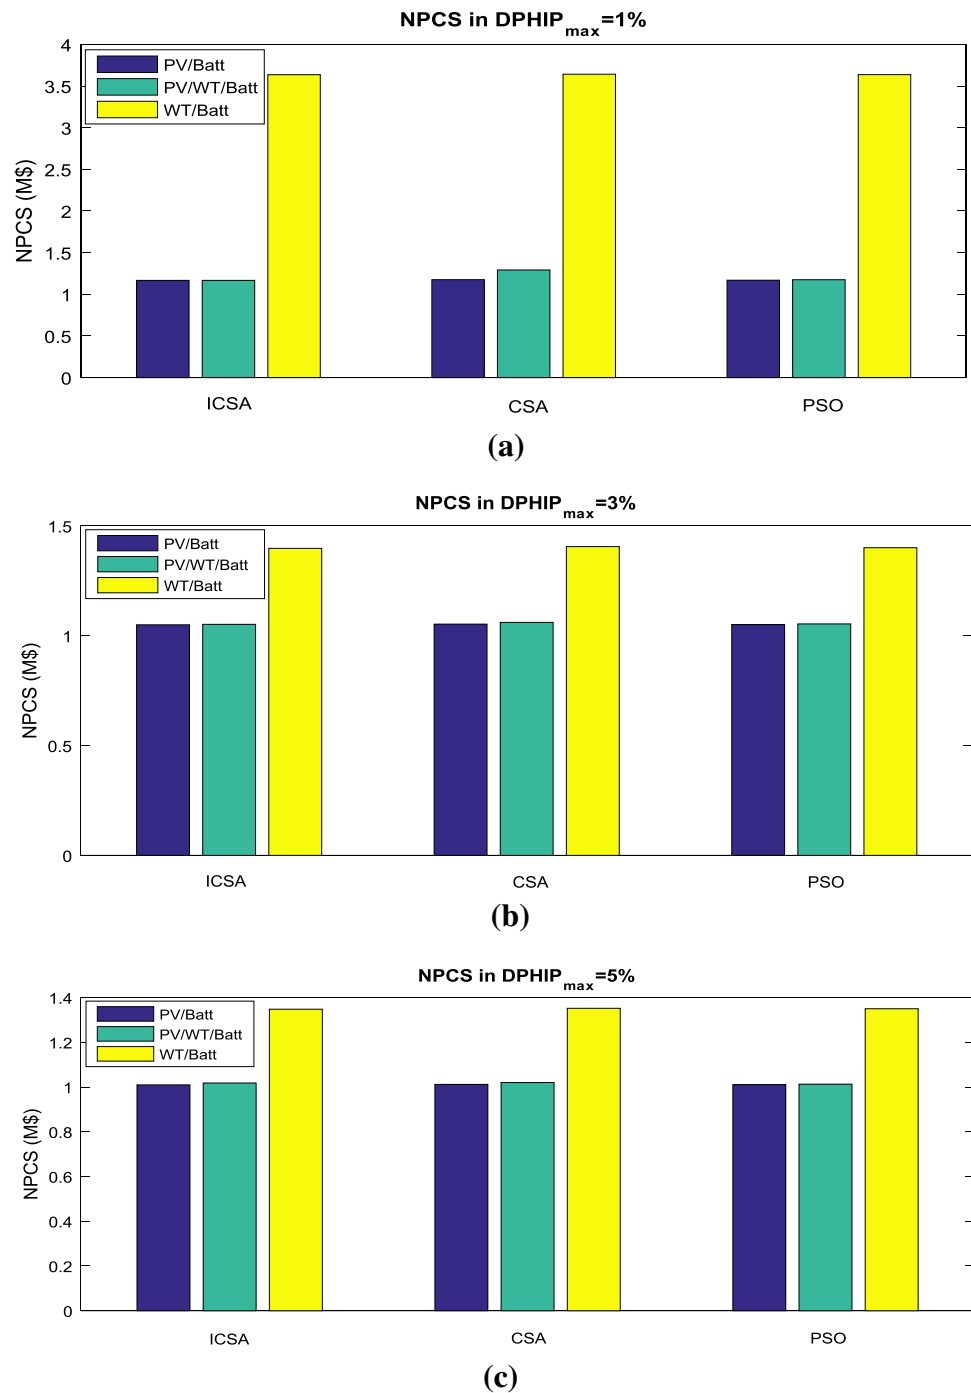 NPCS in DPHIPmax=1%
4
PV/Batt
3.5
PV/WT/Batt
WT/Batt
3
2.5
NPCS (M$)
2
1.5
1
0.5
0
ICSA CSA PSO
(a)
NPCS in DPHIPmax=3%
1.5
PV/Batt
PV/WT/Batt
WT/Batt
1
NPCS (M$)
0.5
0
ICSA CSA PSO
(b)
NPCS in DPHIPmax=5%
1.4
PV/Batt
PV/WT/Batt
1.2
WT/Batt
1
NPCS (M$)
0.8
0.6
0.4
0.2
0
ICSA CSA PSO
(c)